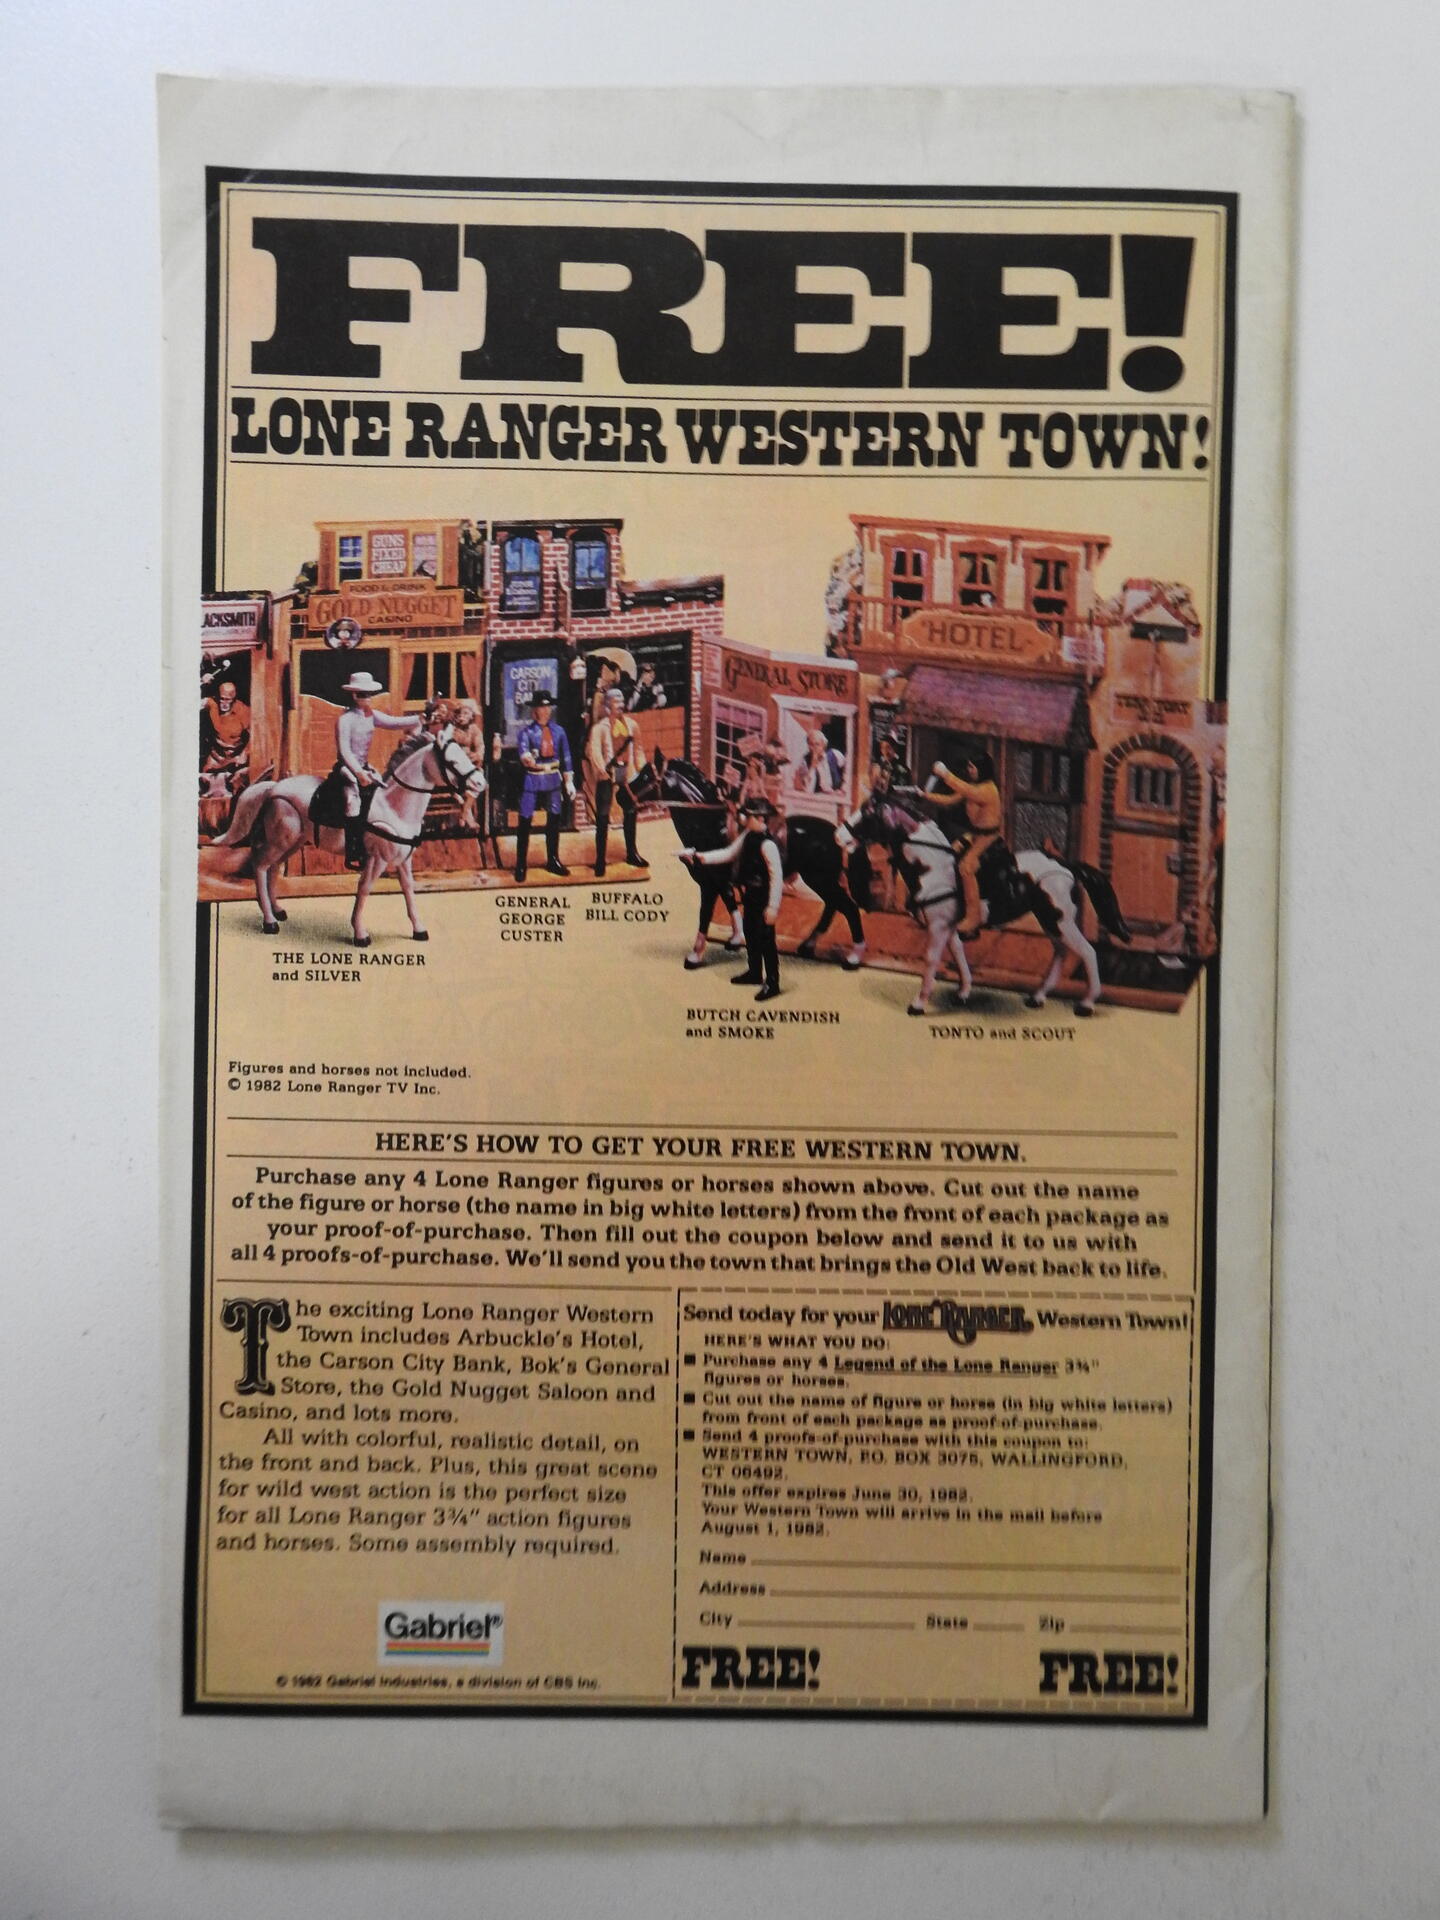 FREE!
LONE RANGER WESTERN TOWN!
GUNS
FIXED
CHEAP
FOOD & DRINK
GOLD NUGGET
CASINO
ACKSMITH
CARSON
CITY
GENERAL STORE
HOTEL
GENERAL
GEORGE
CUSTER
BUFFALO
BILL CODY
THE LONE RANGER
and SILVER
BUTCH CAVENDISH
and SMOKE
TONTO and SCOUT
Figures and horses not included.
© 1982 Lone Ranger TV Inc.
HERE'S HOW TO GET YOUR FREE WESTERN TOWN.
Purchase any 4 Lone Ranger figures or horses shown above. Cut out the name
of the figure or horse (the name in big white letters) from the front of each package as
your proof-of-purchase. Then fill out the coupon below and send it to us with
all 4 proofs-of-purchase. We'll send you the town that brings the Old West back to life.
The exciting Lone Ranger Western
Town includes Arbuckle's Hotel,
the Carson City Bank, Bok's General
Store, the Gold Nugget Saloon and
Casino, and lots more.
All with colorful, realistic detail, on
the front and back. Plus, this great scene
for wild west action is the perfect size
for all Lone Ranger 3¾" action figures
and horses. Some assembly required.
Gabriel®
© 1982 Gabriel Industries, a division of CBS Inc.
Send today for your LONE RANGER Western Town!
HERE'S WHAT YOU DO:
■ Purchase any 4 Legend of the Lone Ranger 3¾"
figures or horses.
■ Cut out the name of figure or horse (in big white letters)
from front of each package as proof-of-purchase.
■ Send 4 proofs-of-purchase with this coupon to:
WESTERN TOWN, P.O. BOX 3075, WALLINGFORD,
CT 06492.
This offer expires June 30, 1982.
Your Western Town will arrive in the mail before
August 1, 1982.
Name
Address
City State Zip
FREE! FREE!